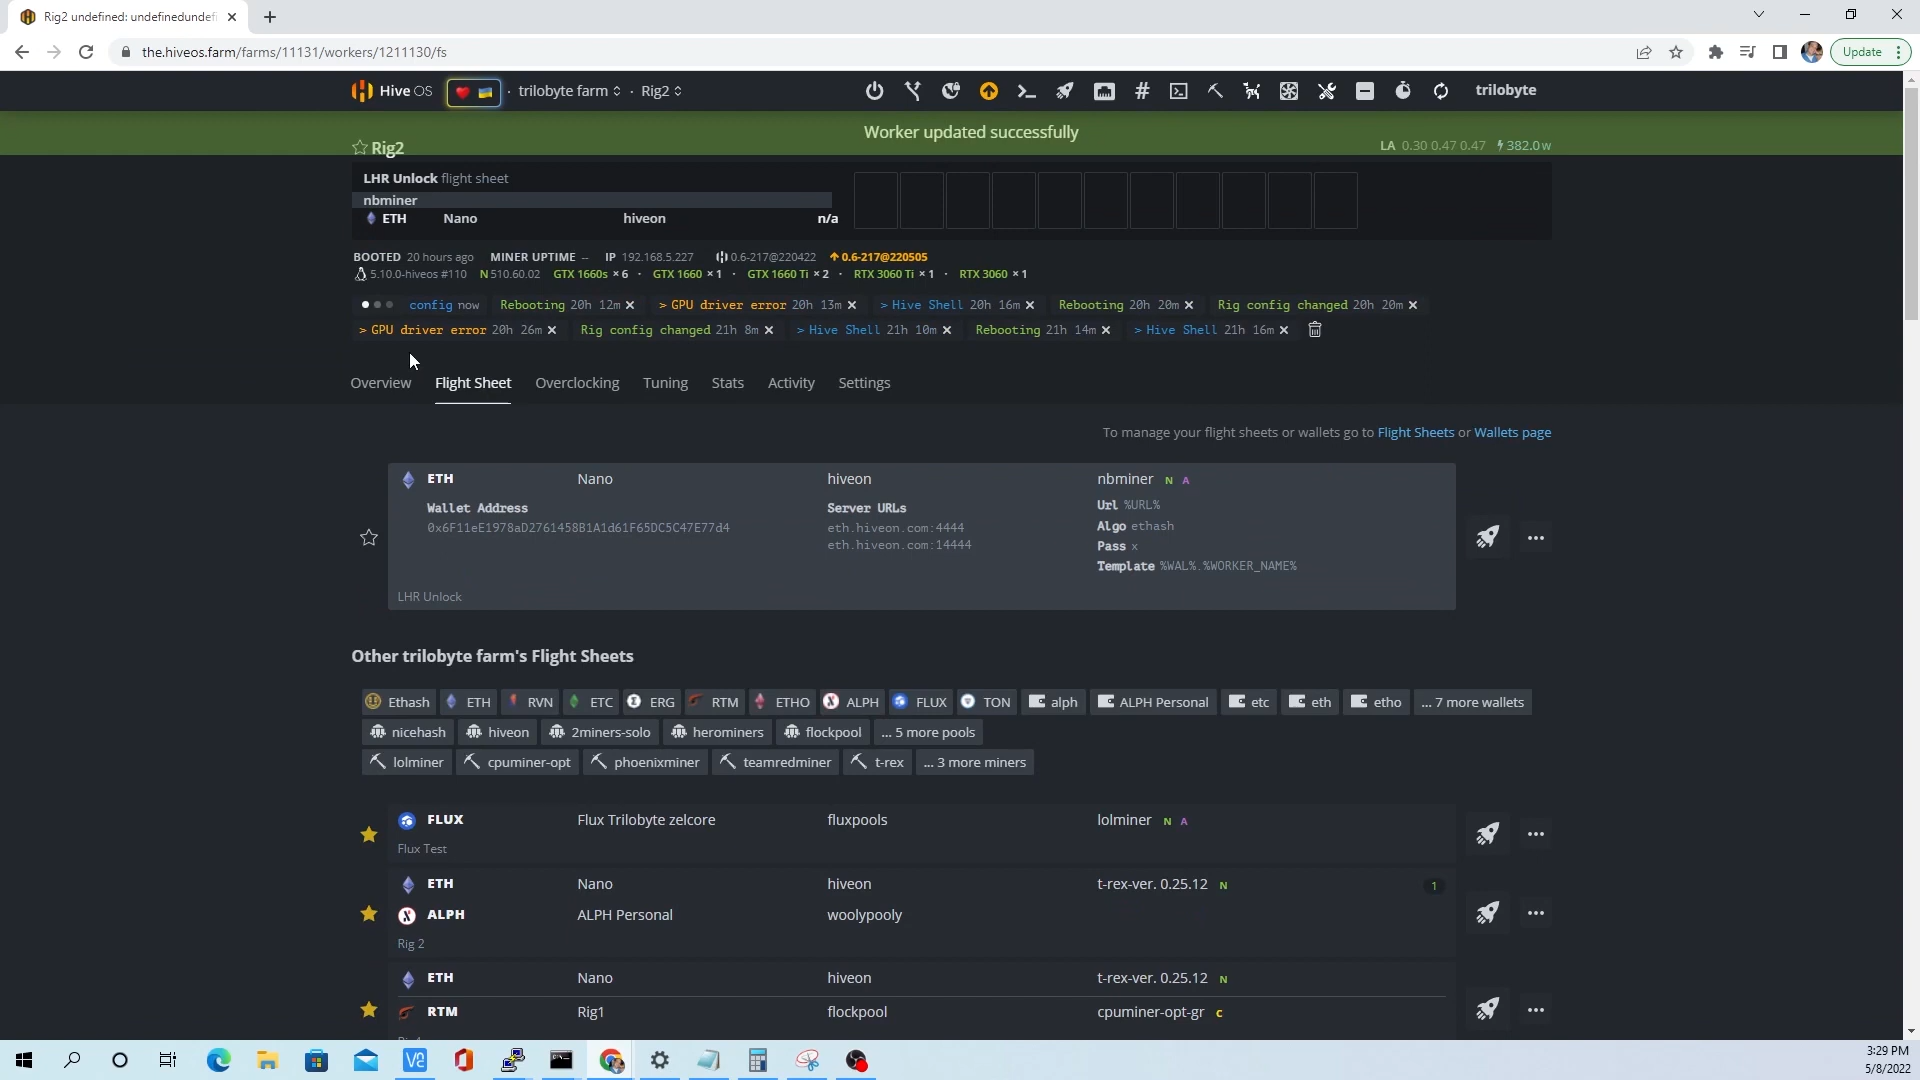 Rig2 undefined: undefinedundefi
the.hiveos.farm/farms/11131/workers/1211130/fs
Update
Hive OS · trilobyte farm · Rig2
trilobyte
Worker updated successfully
Rig2
LA 0.30 0.47 0.47 382.0w
LHR Unlock flight sheet
nbminer
ETH Nano hiveon n/a
BOOTED 20 hours ago MINER UPTIME -- IP 192.168.5.227 0.6-217@220422 0.6-217@220505
5.10.0-hiveos #110 N 510.60.02 GTX 1660s ×6 · GTX 1660 ×1 · GTX 1660 Ti ×2 · RTX 3060 Ti ×1 · RTX 3060 ×1
config now Rebooting 20h 12m × > GPU driver error 20h 13m × > Hive Shell 20h 16m × Rebooting 20h 20m × Rig config changed 20h 20m ×
> GPU driver error 20h 26m × Rig config changed 21h 8m × > Hive Shell 21h 10m × Rebooting 21h 14m × > Hive Shell 21h 16m ×
Overview Flight Sheet Overclocking Tuning Stats Activity Settings
To manage your flight sheets or wallets go to Flight Sheets or Wallets page
ETH Nano hiveon nbminer N A
Wallet Address Server URLs Url %URL%
0x6F11eE1978aD2761458B1A1d61F65DC5C47E77d4 eth.hiveon.com:4444 Algo ethash
eth.hiveon.com:14444 Pass x
Template %WAL%.%WORKER_NAME%
LHR Unlock
Other trilobyte farm's Flight Sheets
Ethash ETH RVN ETC ERG RTM ETHO ALPH FLUX TON alph ALPH Personal etc eth etho ... 7 more wallets
nicehash hiveon 2miners-solo herominers flockpool ... 5 more pools
lolminer cpuminer-opt phoenixminer teamredminer t-rex ... 3 more miners
FLUX Flux Trilobyte zelcore fluxpools lolminer N A
Flux Test
ETH Nano hiveon t-rex-ver. 0.25.12 N 1
ALPH ALPH Personal woolypooly
Rig 2
ETH Nano hiveon t-rex-ver. 0.25.12 N
RTM Rig1 flockpool cpuminer-opt-gr C
3:29 PM
5/8/2022